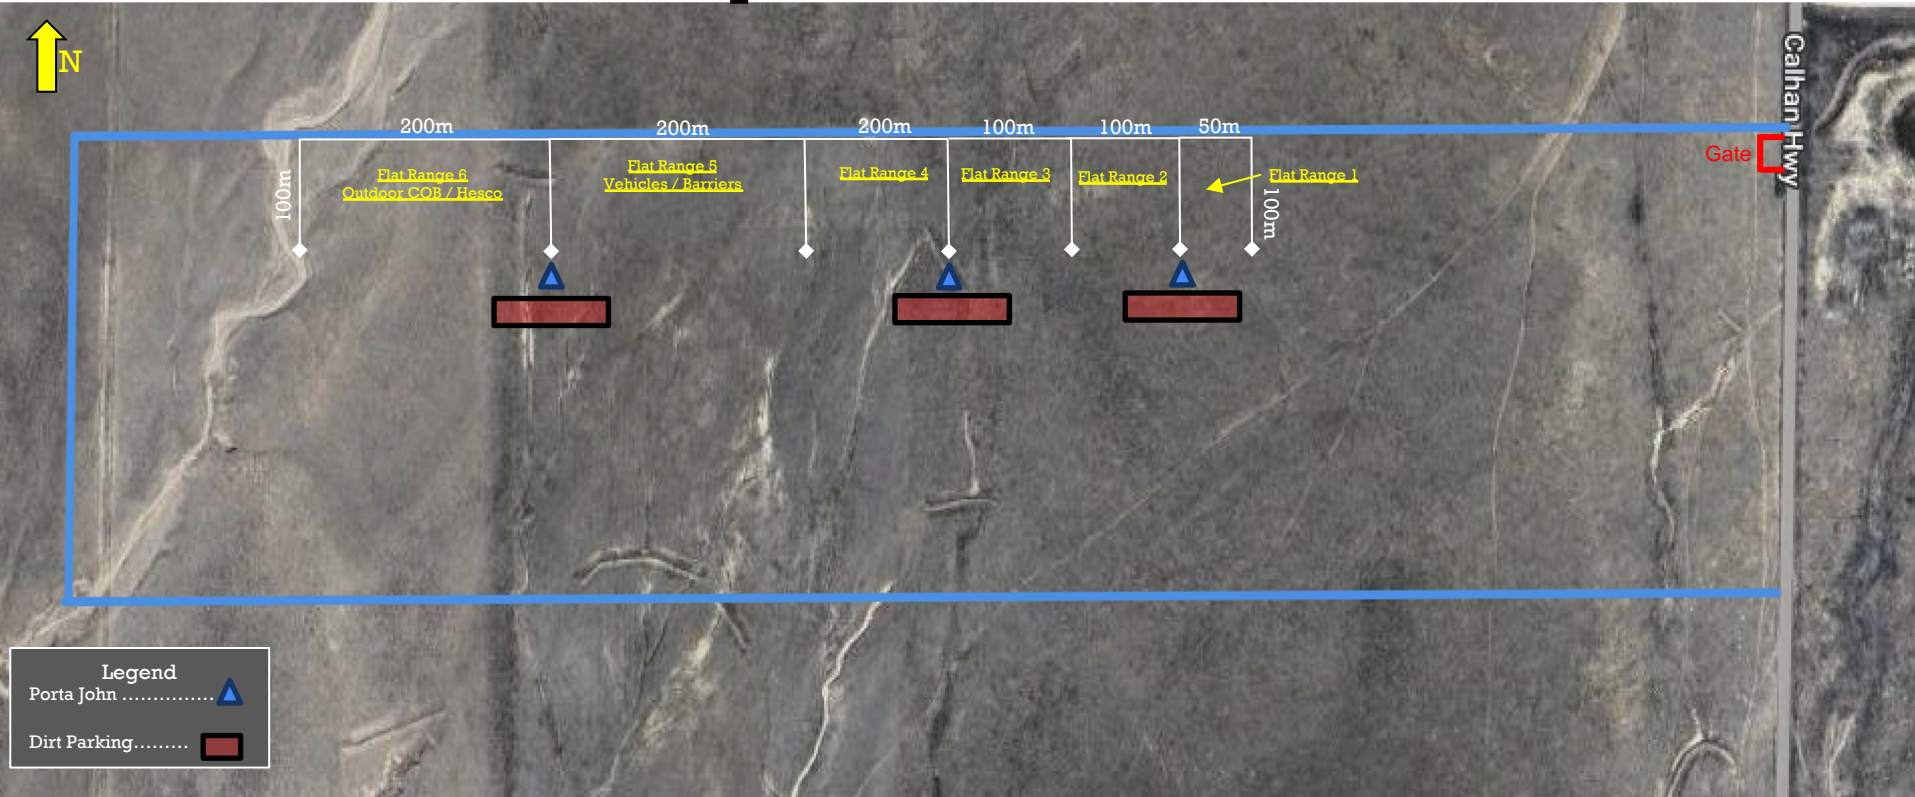 N
Calhan Hwy
200m
200m
200m
100m
100m
50m
Gate
100m
Flat Range 6
Outdoor COB / Hesco
Flat Range 5
Vehicles / Barriers
Flat Range 4
Flat Range 3
Flat Range 2
Flat Range 1
100m
Legend
Porta John ...............
Dirt Parking.........